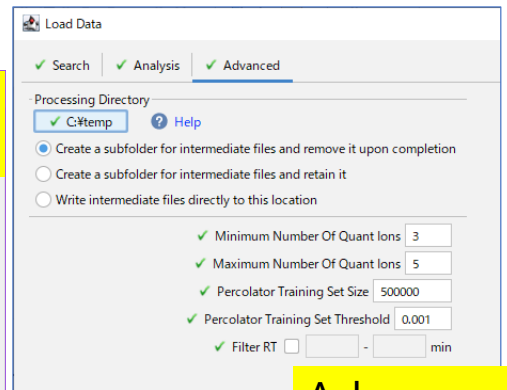 Load Data
Search Analysis Advanced
Processing Directory
C:¥temp Help
Create a subfolder for intermediate files and remove it upon completion
Create a subfolder for intermediate files and retain it
Write intermediate files directly to this location
Minimum Number Of Quant Ions 3
Maximum Number Of Quant Ions 5
Percolator Training Set Size 500000
Percolator Training Set Threshold 0.001
Filter RT - min